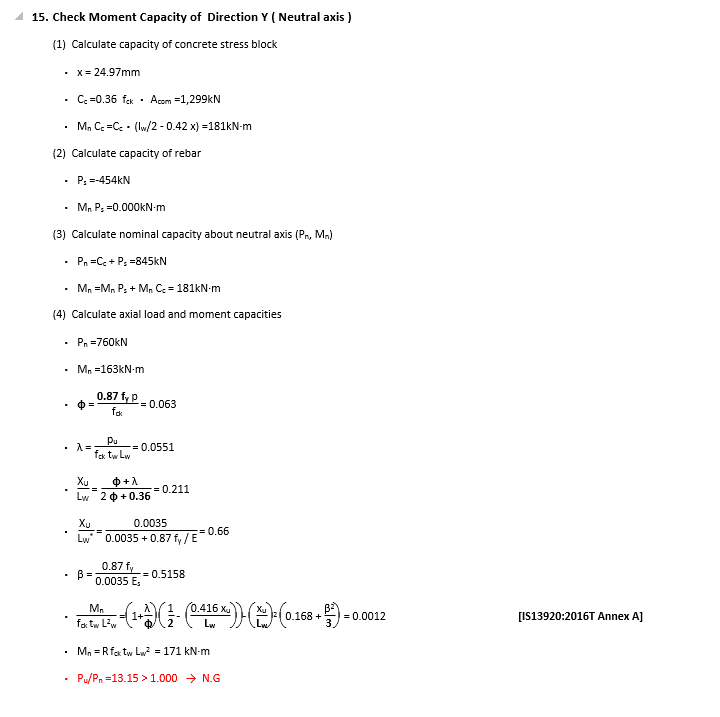 15. Check Moment Capacity of Direction Y ( Neutral axis )
(1) Calculate capacity of concrete stress block
• x = 24.97mm
• Cc =0.36 fck • Acom =1,299kN
• Mn Cc =Cc • (lw/2 - 0.42 x) =181kN·m
(2) Calculate capacity of rebar
• Ps =-454kN
• Mn Ps =0.000kN·m
(3) Calculate nominal capacity about neutral axis (Pn, Mn)
• Pn =Cc + Ps =845kN
• Mn =Mn Ps + Mn Cc = 181kN·m
(4) Calculate axial load and moment capacities
• Pn =760kN
• Mn =163kN·m
• ϕ = 0.87 fy p / fck = 0.063
• λ = pu / fck tw Lw = 0.0551
• Xu / Lw = ϕ + λ / 2 ϕ + 0.36 = 0.211
• Xu / Lw* = 0.0035 / 0.0035 + 0.87 fy / E = 0.66
• β = 0.87 fy / 0.0035 Es = 0.5158
• Mn / fck tw L²w = (1+ λ/ϕ)(1/2 - (0.416 xu / Lw)) - (xu / Lw)² (0.168 + β²/3) = 0.0012 [IS13920:2016T Annex A]
• Mn = R fck tw Lw² = 171 kN·m
• Pu/Pn =13.15 > 1.000 → N.G